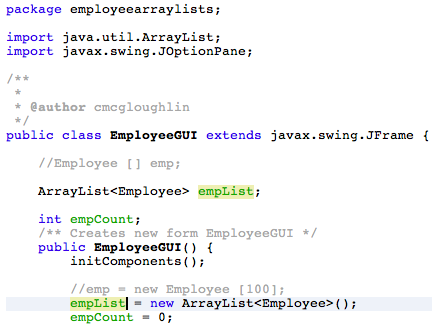 package employeearraylists;
import java.util.ArrayList;
import javax.swing.JOptionPane;
/**
 *
 * @author cmcgloughlin
 */
public class EmployeeGUI extends javax.swing.JFrame {
    //Employee [] emp;
    ArrayList<Employee> empList;
    int empCount;
    /** Creates new form EmployeeGUI */
    public EmployeeGUI() {
        initComponents();
        //emp = new Employee [100];
        empList = new ArrayList<Employee>();
        empCount = 0;